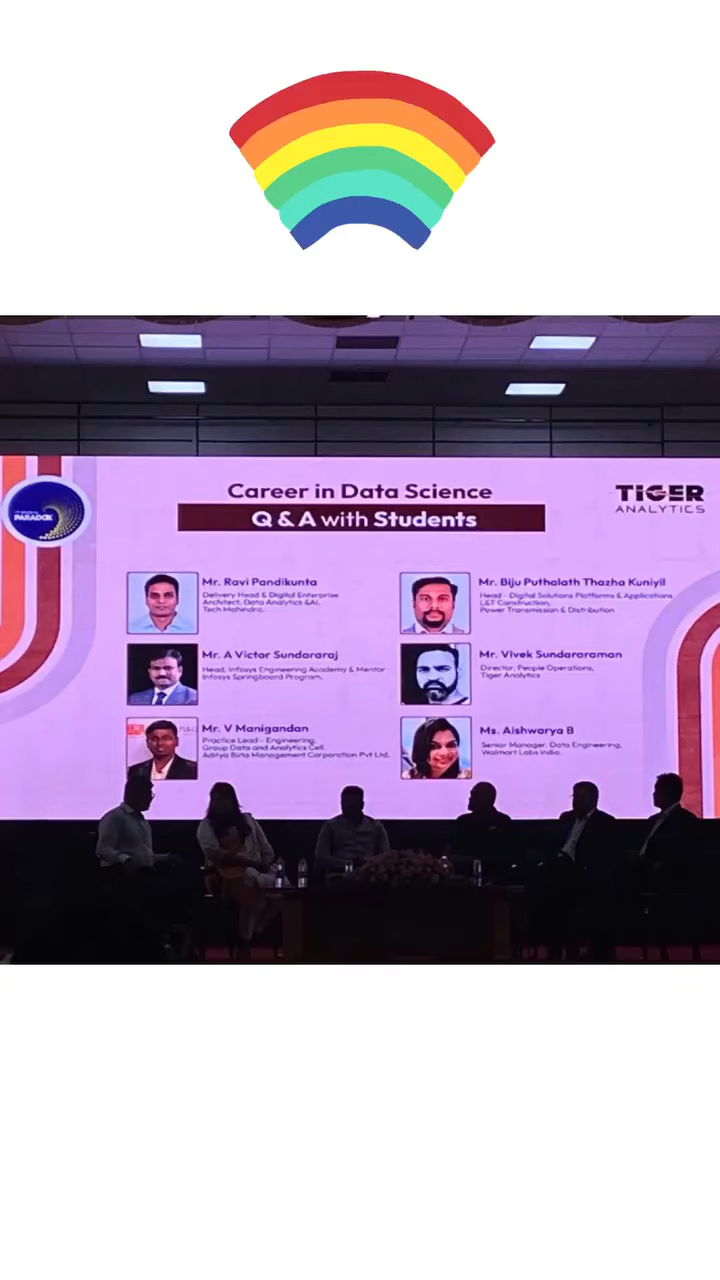 PARADOX
Career in Data Science
Q & A with Students
TIGER
ANALYTICS
Mr. Ravi Pandikunta
Delivery Head & Digital Enterprise
Architect, Data Analytics &AI,
Tech Mahindra.
Mr. Biju Puthalath Thazha Kuniyil
Head - Digital Solutions Platforms & Applications
L&T Construction,
Power Transmission & Distribution
Mr. A Victor Sundararaj
Head, Infosys Engineering Academy & Mentor
Infosys Springboard Program,
Mr. Vivek Sundararaman
Director, People Operations,
Tiger Analytics
Mr. V Manigandan
Practice Lead - Engineering,
Group Data and Analytics Cell,
Aditya Birla Management Corporation Pvt Ltd.
Ms. Aishwarya B
Senior Manager, Data Engineering,
Walmart Labs India.